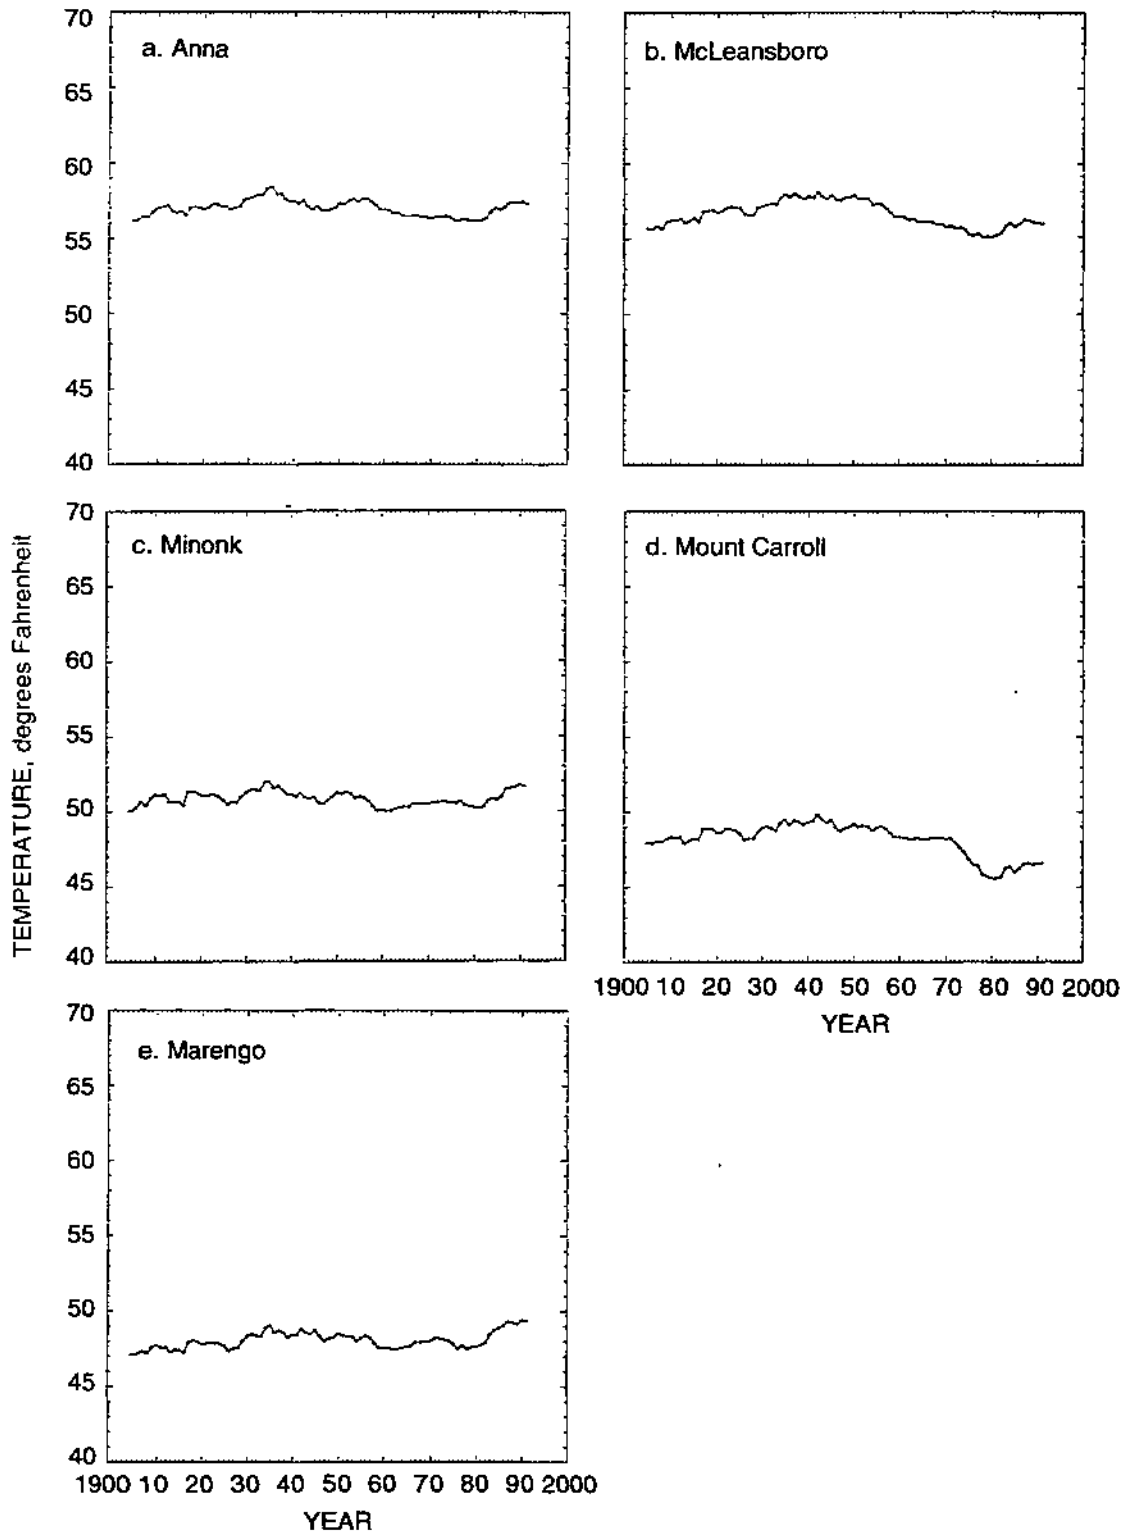 70
a. Anna
65
60
55
50
45
40
b. McLeansboro
TEMPERATURE, degrees Fahrenheit
70
c. Minonk
65
60
55
50
45
40
d. Mount Carroll
1900 10 20 30 40 50 60 70 80 90 2000
YEAR
70
e. Marengo
65
60
55
50
45
40
1900 10 20 30 40 50 60 70 80 90 2000
YEAR